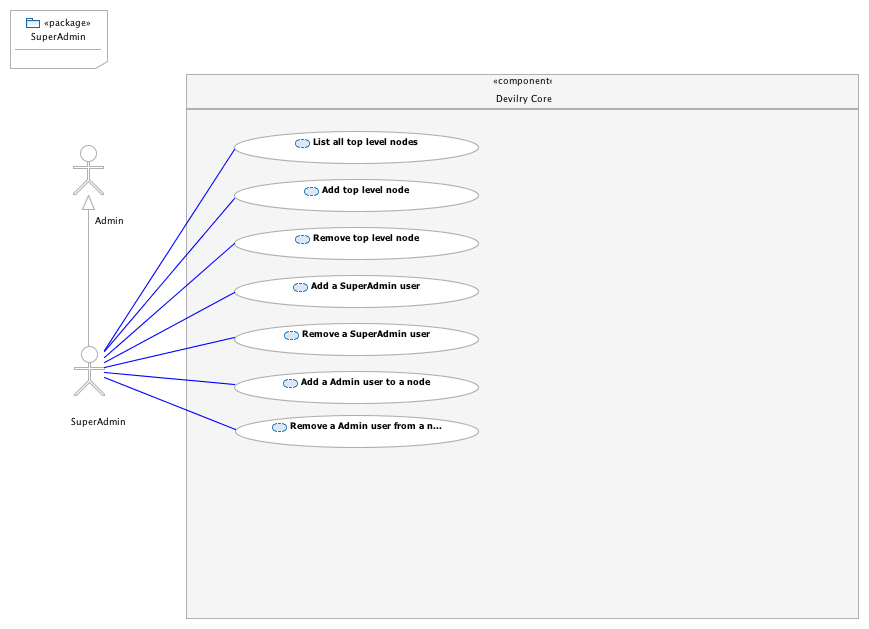 «package»
SuperAdmin
«component»
Devilry Core
List all top level nodes
Add top level node
Remove top level node
Admin
Add a SuperAdmin user
Remove a SuperAdmin user
Add a Admin user to a node
SuperAdmin
Remove a Admin user from a n...